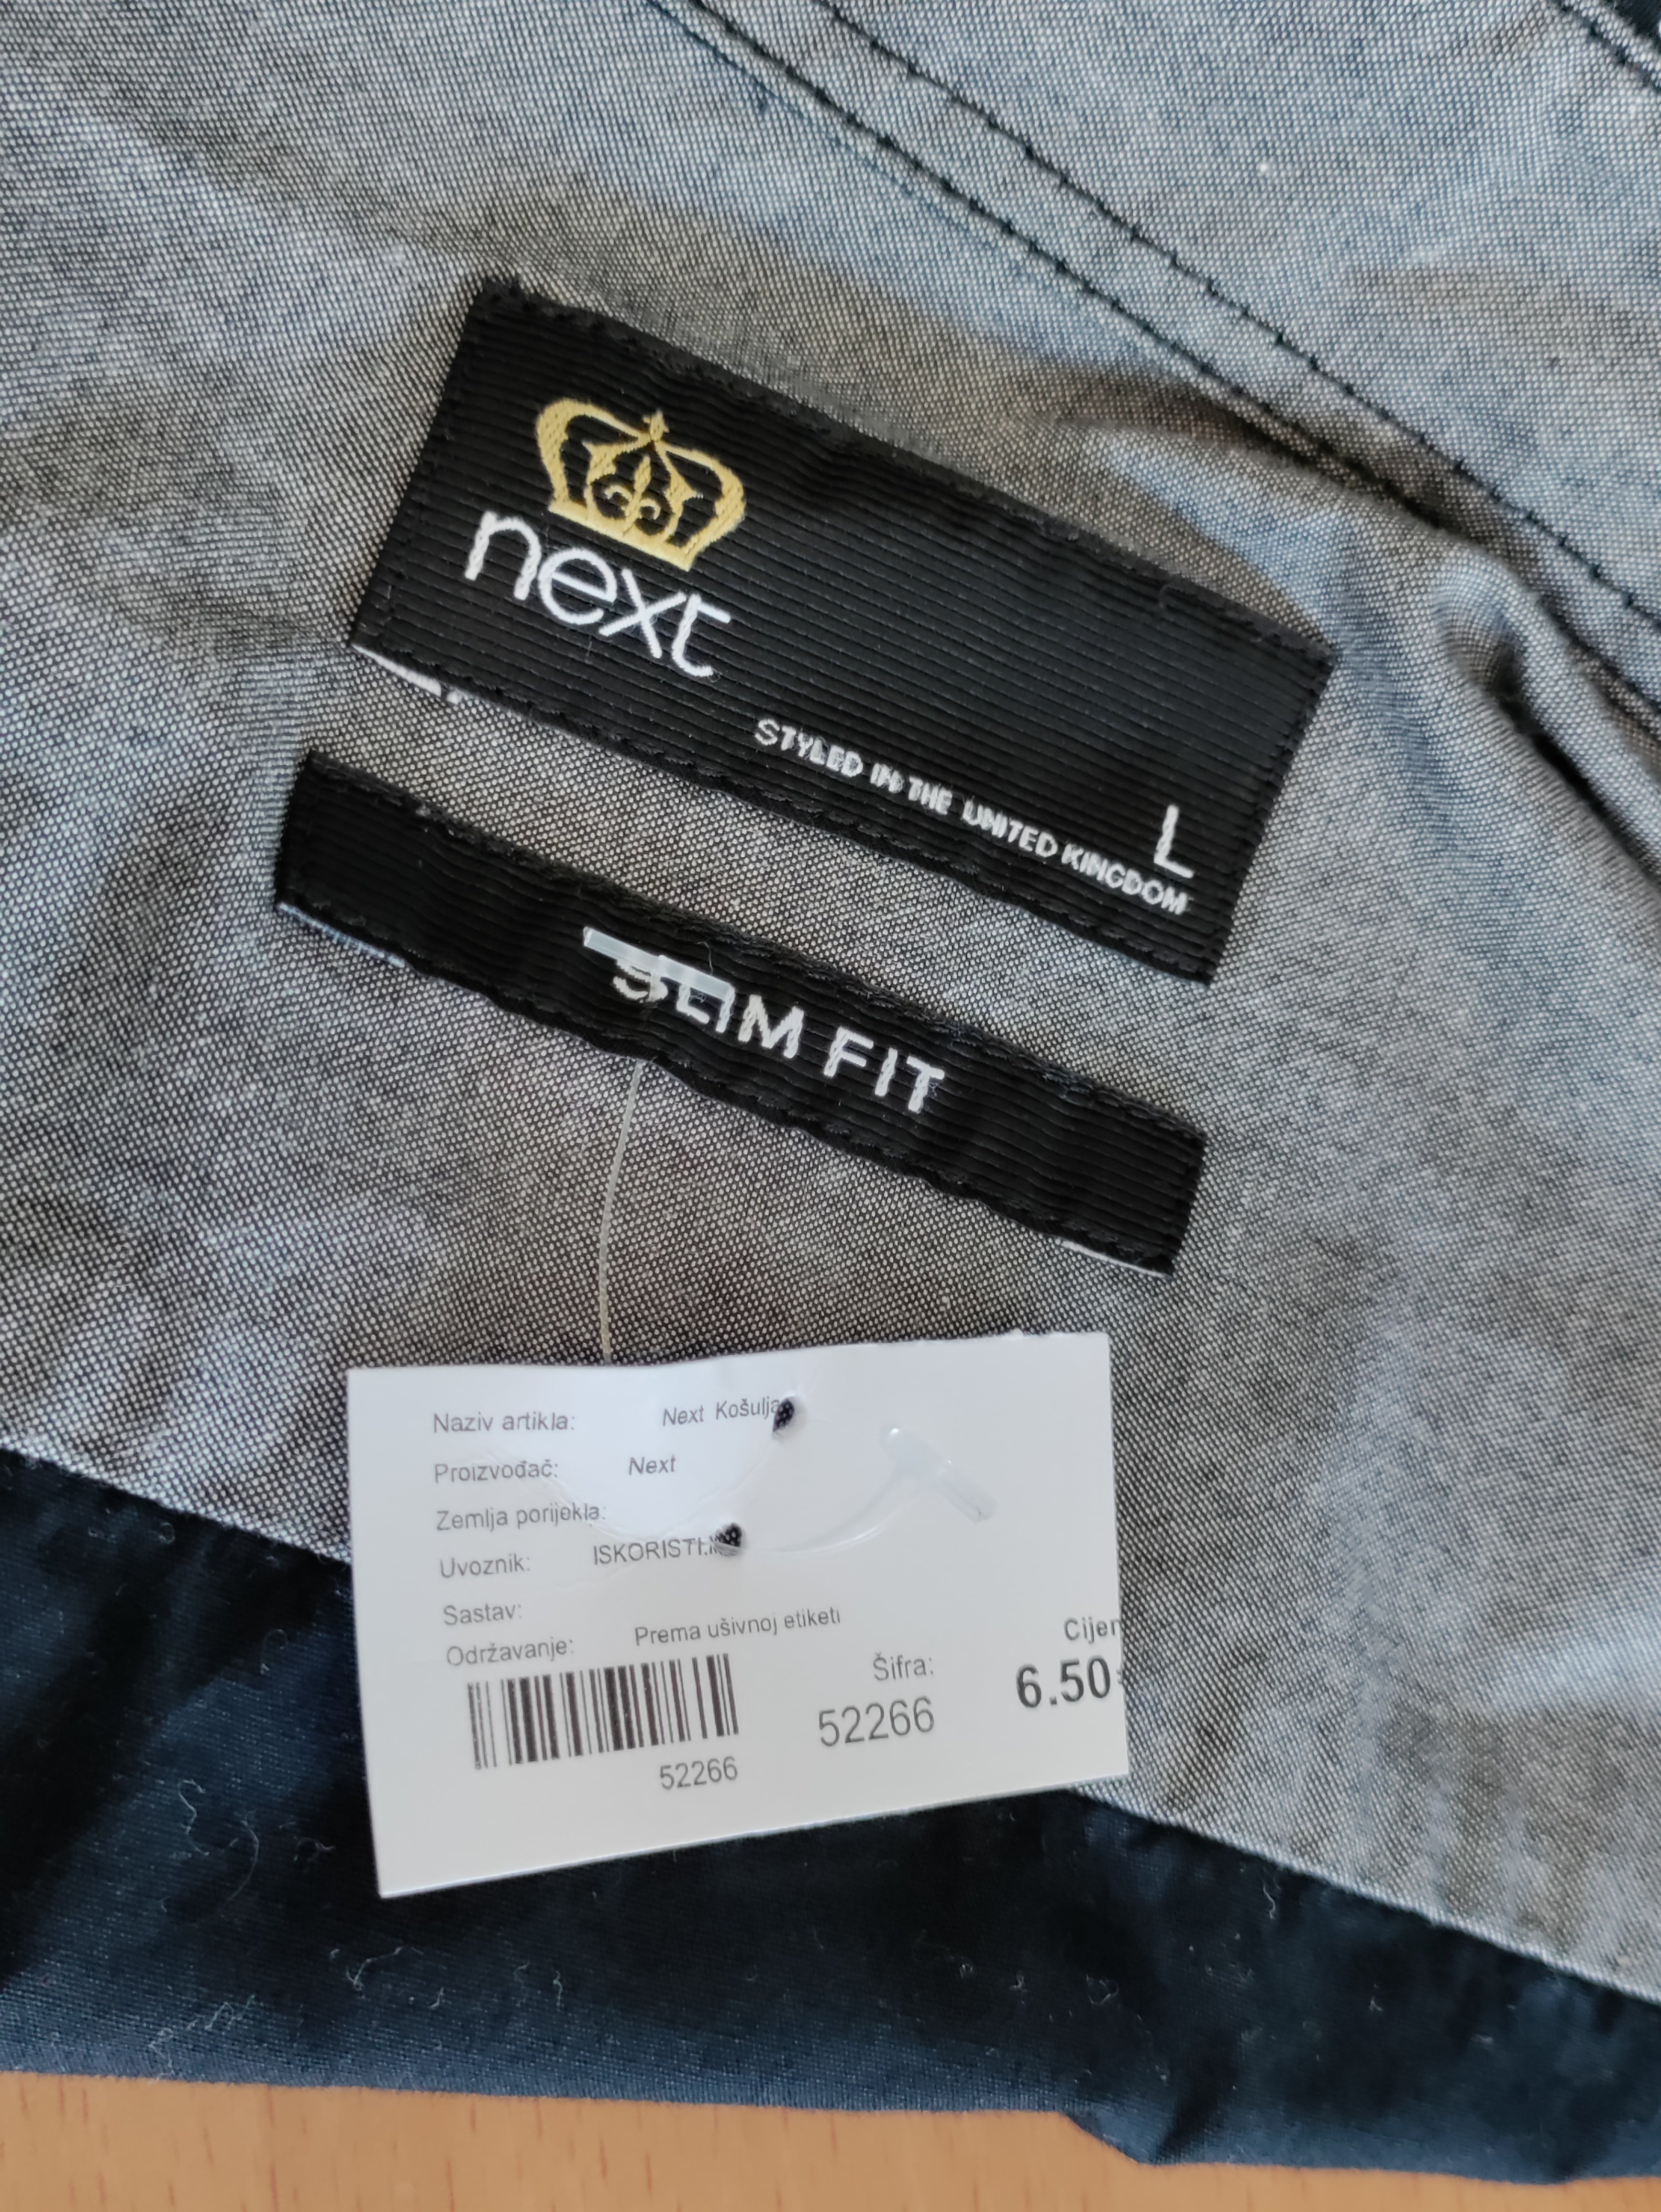 next
L
STYLED IN THE UNITED KINGDOM
SLIM FIT
Naziv artikla: Next Košulja
Proizvođač: Next
Zemlja porijekla:
Uvoznik:
Sastav:
Održavanje: Prema ušivnoj etiketi
Šifra:
52266
6.50
52266